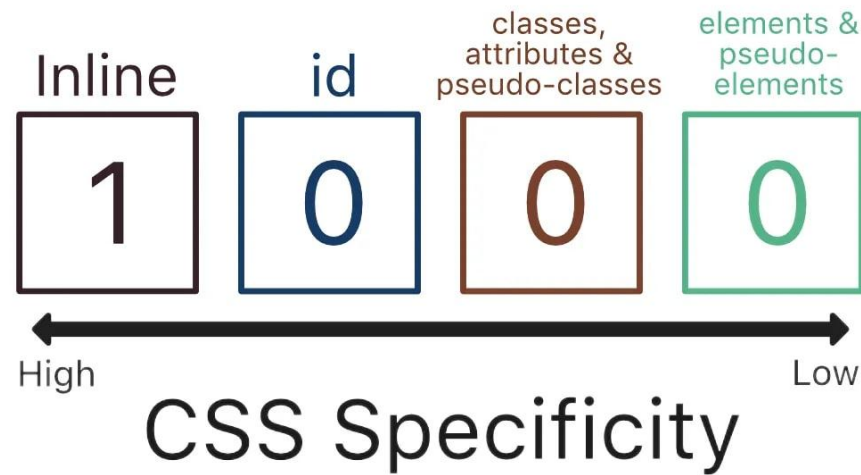 Inline
id
classes,
attributes &
pseudo-classes
elements &
pseudo-
elements
1
0
0
0
High
Low
CSS Specificity